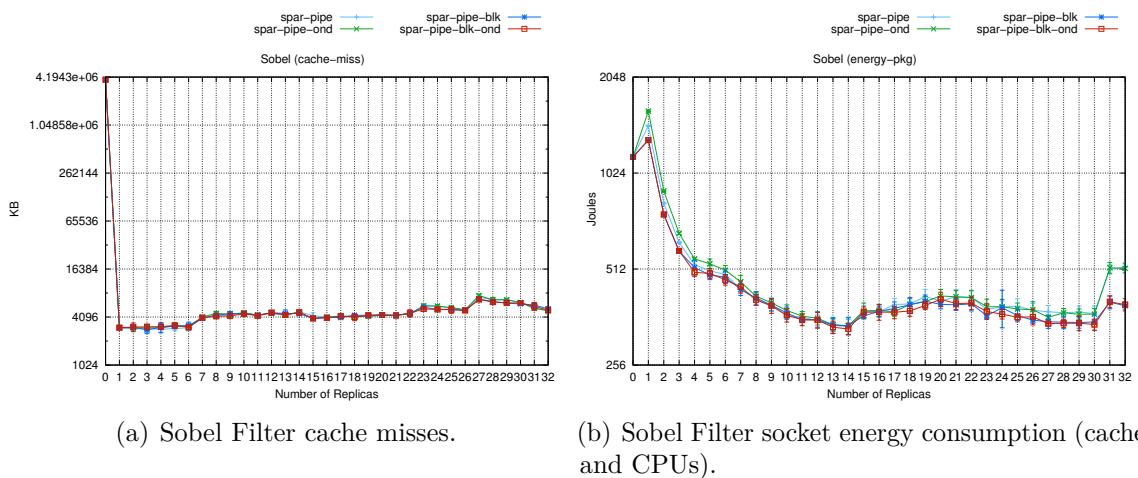 spar-pipe
spar-pipe-ond
spar-pipe-blk
spar-pipe-blk-ond
Sobel (cache-miss)
4.1943e+06
1.04858e+06
262144
65536
16384
4096
1024
KB
0 1 2 3 4 5 6 7 8 9 10 11 12 13 14 15 16 17 18 19 20 21 22 23 24 25 26 27 28 29 30 31 32
Number of Replicas
(a) Sobel Filter cache misses.
spar-pipe
spar-pipe-ond
spar-pipe-blk
spar-pipe-blk-ond
Sobel (energy-pkg)
2048
1024
512
256
Joules
0 1 2 3 4 5 6 7 8 9 10 11 12 13 14 15 16 17 18 19 20 21 22 23 24 25 26 27 28 29 30 31 32
Number of Replicas
(b) Sobel Filter socket energy consumption (cache
and CPUs).